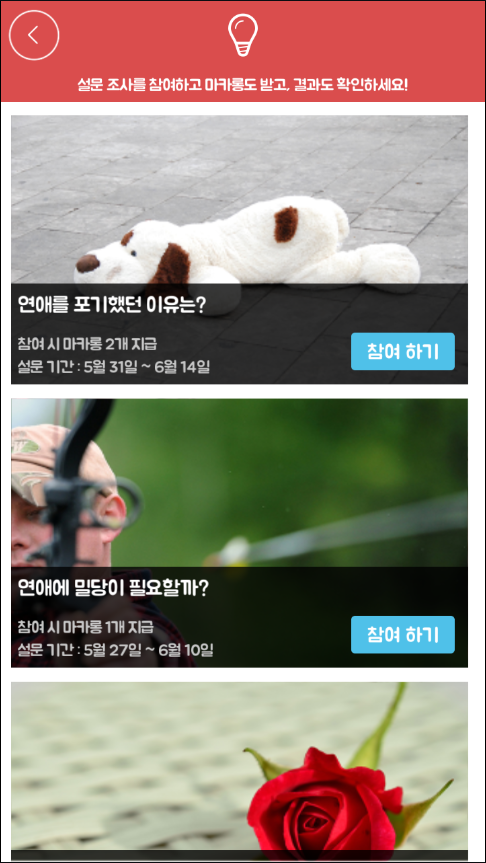 설문 조사를 참여하고 마카롱도 받고, 결과도 확인하세요!
연애를 포기했던 이유는?
참여 시 마카롱 2개 지급
설문 기간 : 5월 31일 ~ 6월 14일
참여 하기
연애에 밀당이 필요할까?
참여 시 마카롱 1개 지급
설문 기간 : 5월 27일 ~ 6월 10일
참여 하기